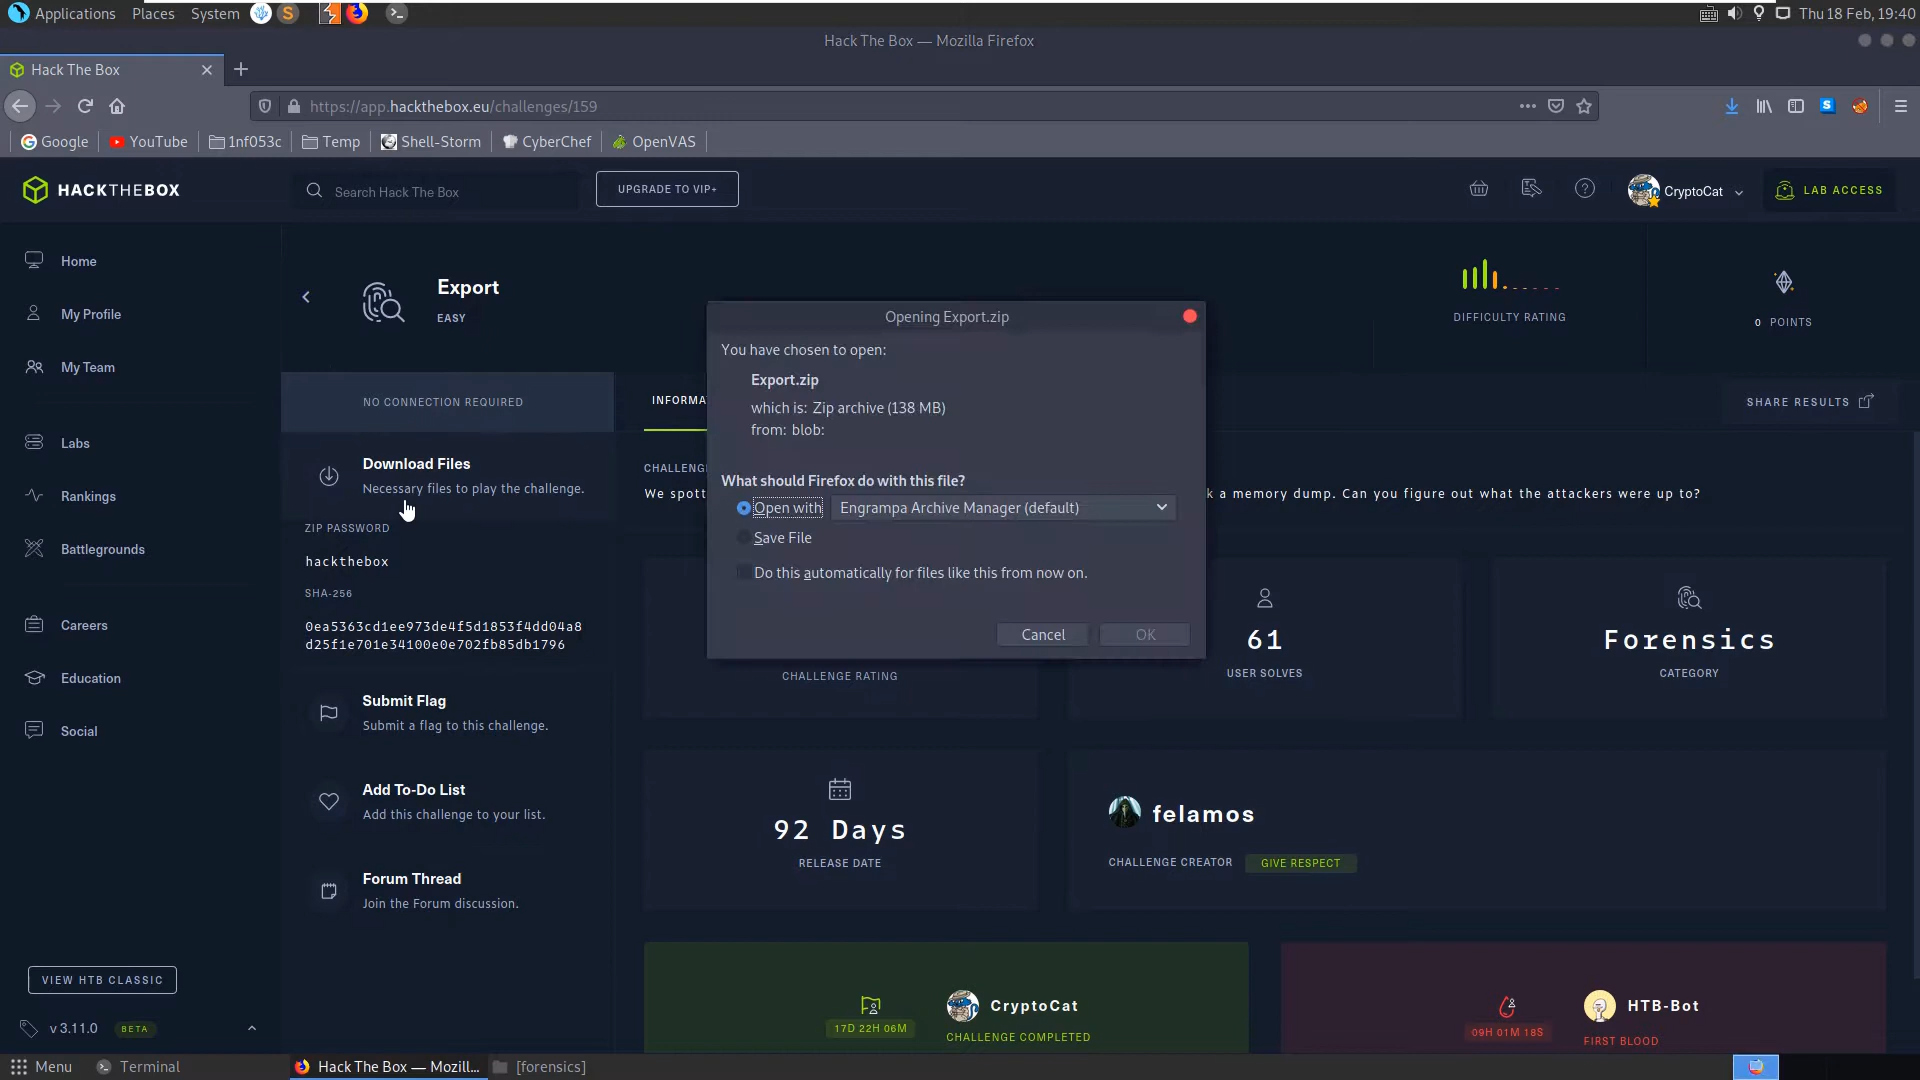 Applications Places System
Thu 18 Feb, 19:40
Hack The Box — Mozilla Firefox
Hack The Box
https://app.hackthebox.eu/challenges/159
Google YouTube 1nf053c Temp Shell-Storm CyberChef OpenVAS
HACKTHEBOX
Search Hack The Box
UPGRADE TO VIP+
CryptoCat
LAB ACCESS
Home
My Profile
My Team
Labs
Rankings
Battlegrounds
Careers
Education
Social
VIEW HTB CLASSIC
v 3.11.0 BETA
Export
EASY
DIFFICULTY RATING
0 POINTS
NO CONNECTION REQUIRED
Download Files
Necessary files to play the challenge.
ZIP PASSWORD
hackthebox
SHA-256
0ea5363cd1ee973de4f5d1853f4dd04a8
d25f1e701e34100e0e702fb85db1796
Submit Flag
Submit a flag to this challenge.
Add To-Do List
Add this challenge to your list.
Forum Thread
Join the Forum discussion.
INFORMA
SHARE RESULTS
CHALLENG
We spott
k a memory dump. Can you figure out what the attackers were up to?
Opening Export.zip
You have chosen to open:
Export.zip
which is: Zip archive (138 MB)
from: blob:
What should Firefox do with this file?
Open with Engrampa Archive Manager (default)
Save File
Do this automatically for files like this from now on.
Cancel OK
CHALLENGE RATING
61
USER SOLVES
Forensics
CATEGORY
92 Days
RELEASE DATE
felamos
CHALLENGE CREATOR GIVE RESPECT
17D 22H 06M
CryptoCat
CHALLENGE COMPLETED
09H 01M 18S
HTB-Bot
FIRST BLOOD
Menu Terminal Hack The Box — Mozill... [forensics]